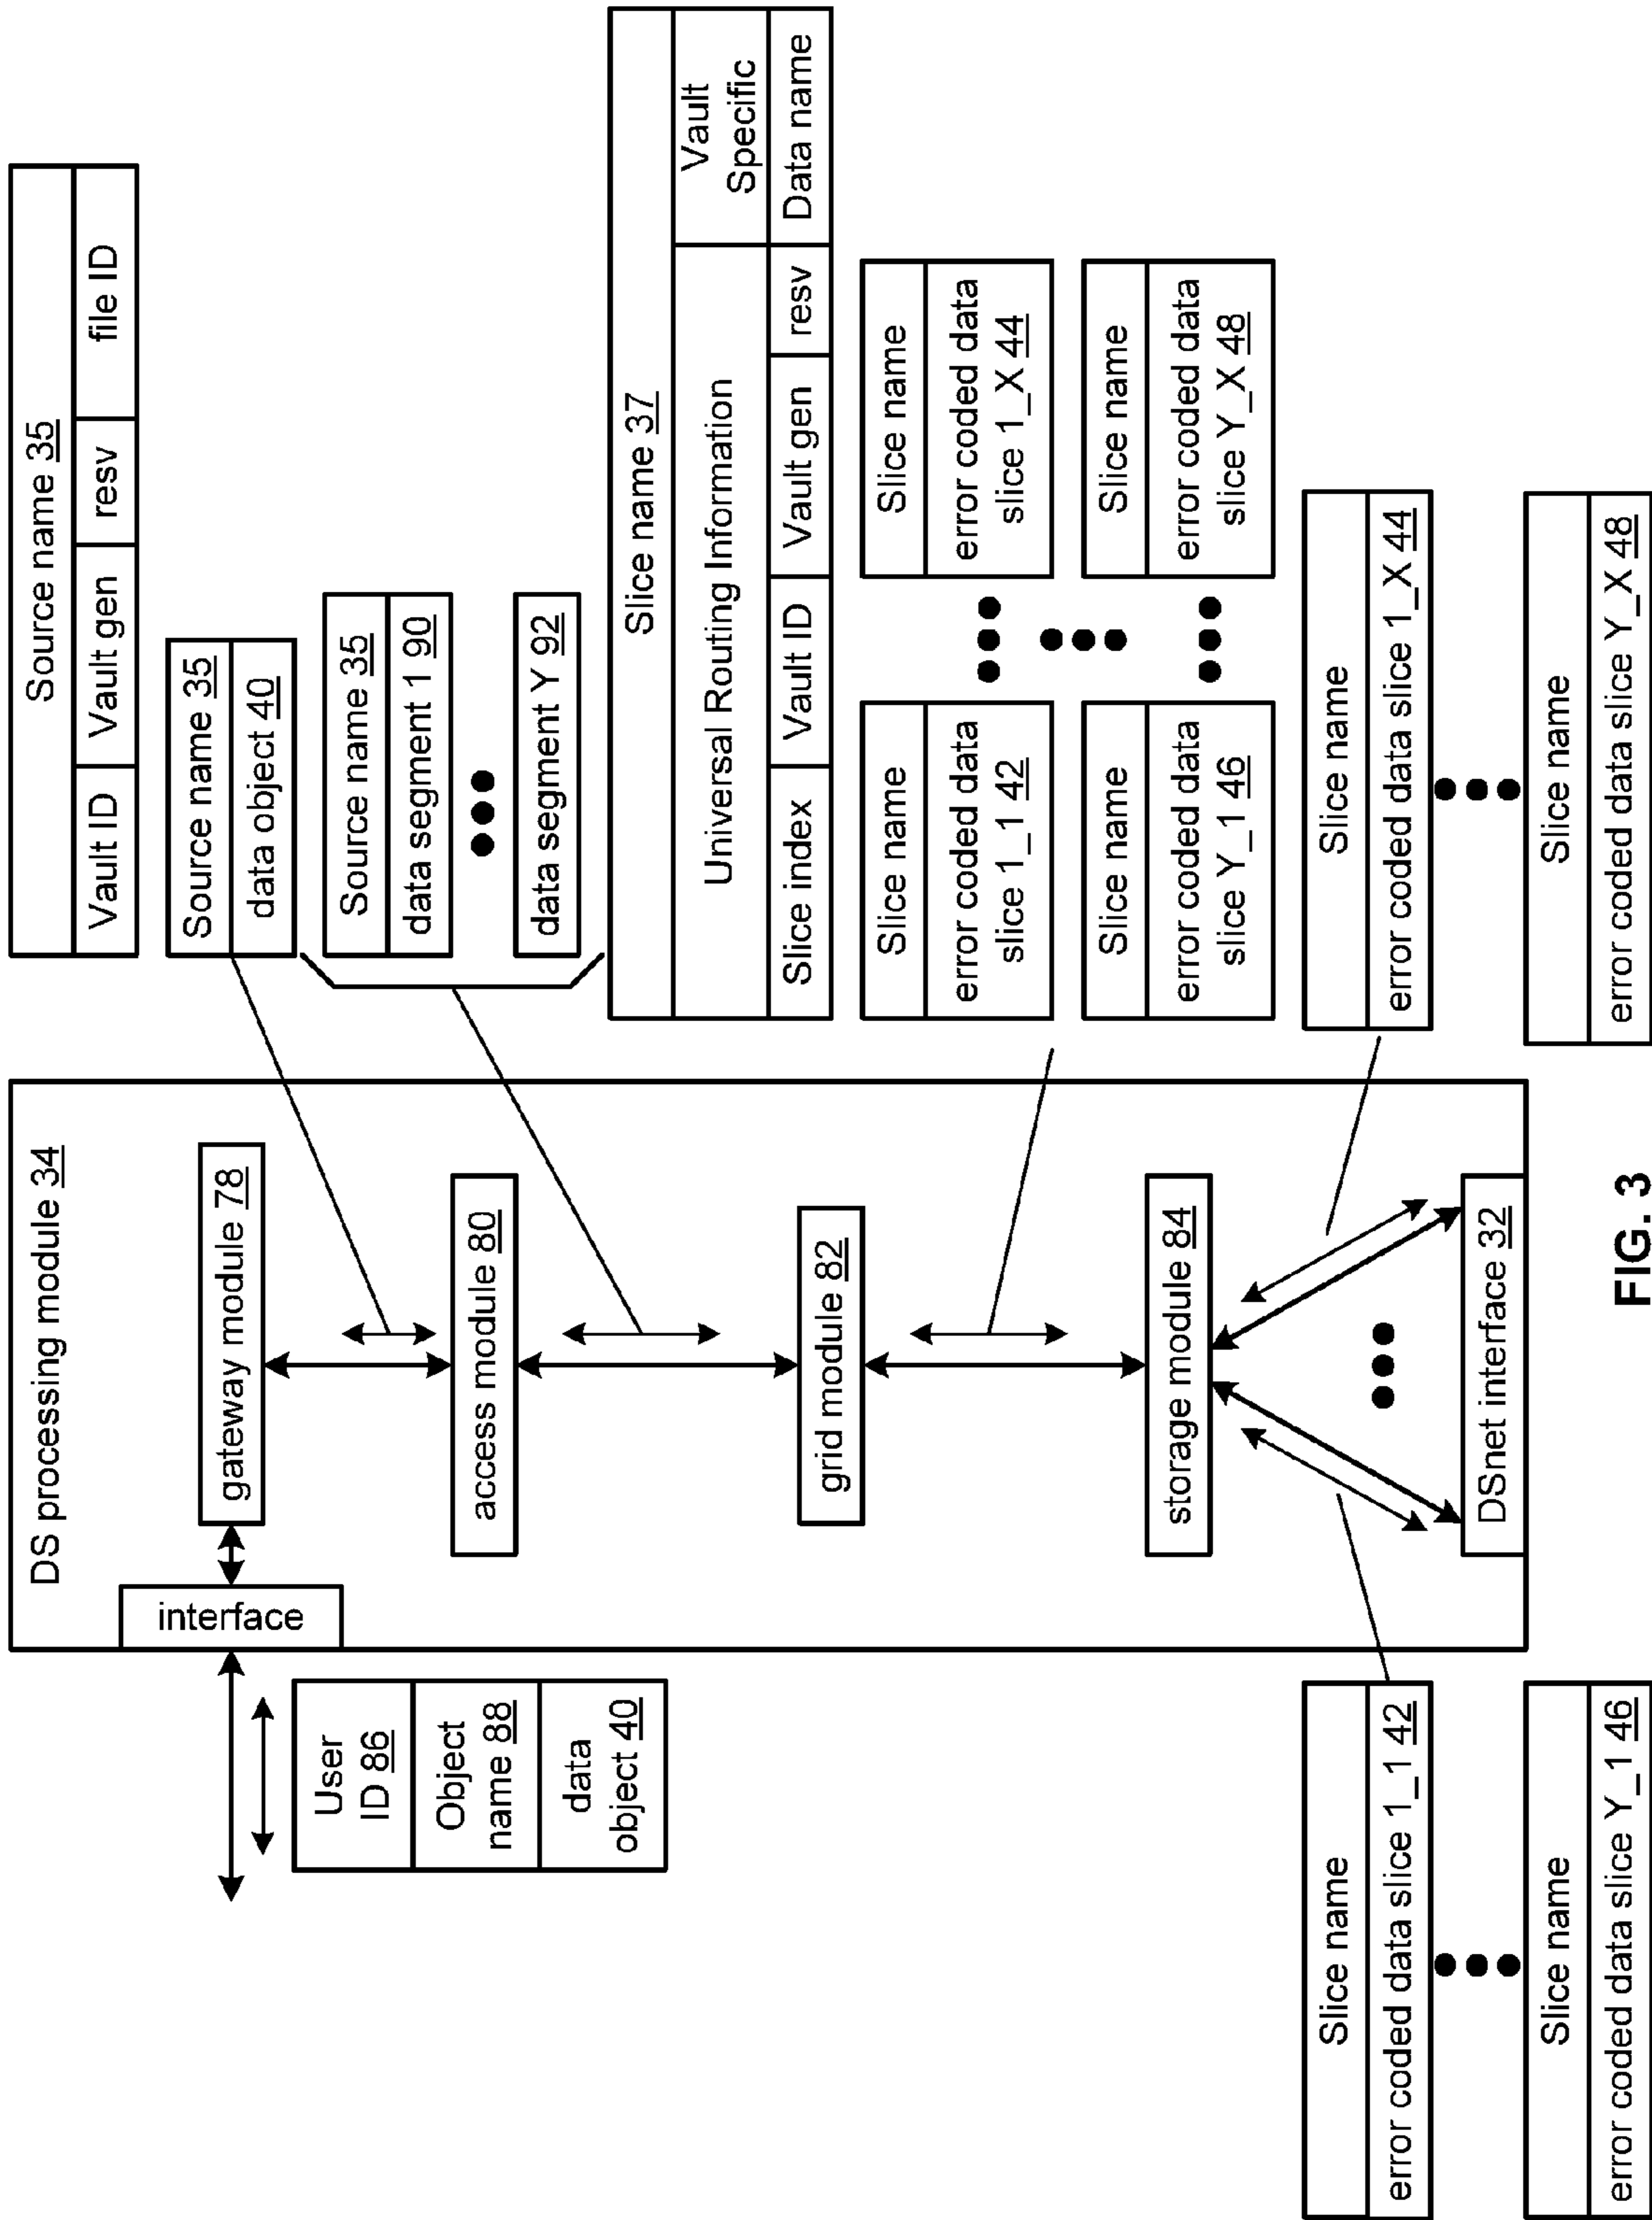 DS processing module 34
interface
gateway module 78
access module 80
grid module 82
storage module 84
DSnet interface 32
User
ID 86
Object
name 88
data
object 40
Source name 35
Vault ID
Vault gen
resv
file ID
Source name 35
data object 40
Source name 35
data segment 1 90
data segment Y 92
Slice name 37
Universal Routing Information
Vault
Specific
Slice index
Vault ID
Vault gen
resv
Data name
Slice name
error coded data
slice 1_1 42
Slice name
error coded data
slice 1_X 44
Slice name
error coded data
slice Y_1 46
Slice name
error coded data
slice Y_X 48
Slice name
error coded data slice 1_1 42
Slice name
error coded data slice Y_1 46
Slice name
error coded data slice 1_X 44
Slice name
error coded data slice Y_X 48
FIG. 3